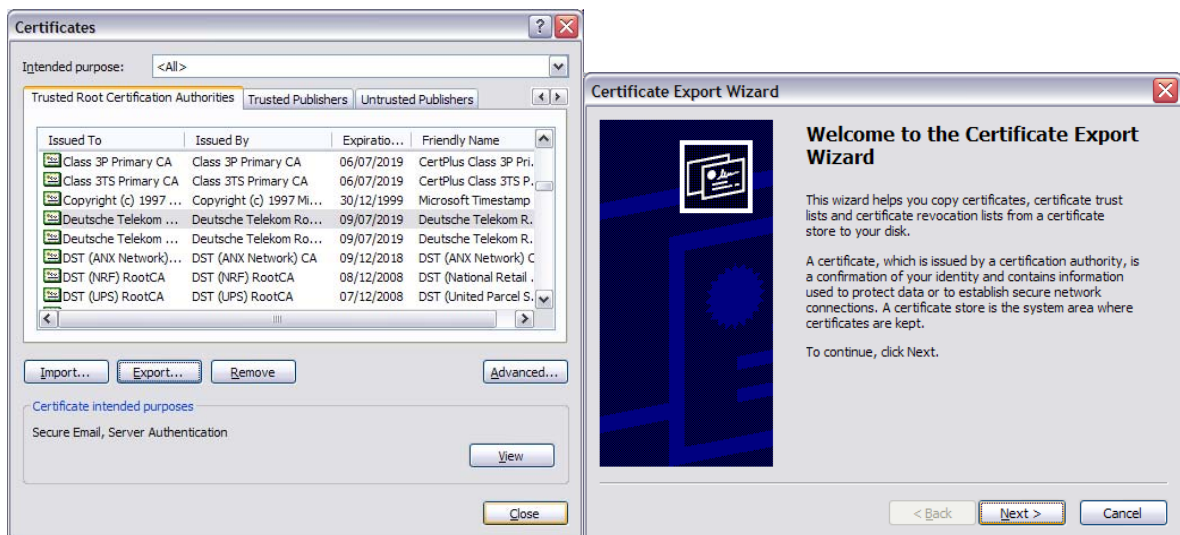 Certificates
Intended purpose: <All>
Trusted Root Certification Authorities Trusted Publishers Untrusted Publishers
Issued To Issued By Expiratio... Friendly Name
Class 3P Primary CA Class 3P Primary CA 06/07/2019 CertPlus Class 3P Pri.
Class 3TS Primary CA Class 3TS Primary CA 06/07/2019 CertPlus Class 3TS P.
Copyright (c) 1997 ... Copyright (c) 1997 Mi... 30/12/1999 Microsoft Timestamp
Deutsche Telekom ... Deutsche Telekom Ro... 09/07/2019 Deutsche Telekom R.
Deutsche Telekom ... Deutsche Telekom Ro... 09/07/2019 Deutsche Telekom R.
DST (ANX Network)... DST (ANX Network) CA 09/12/2018 DST (ANX Network) C
DST (NRF) RootCA DST (NRF) RootCA 08/12/2008 DST (National Retail .
DST (UPS) RootCA DST (UPS) RootCA 07/12/2008 DST (United Parcel S.
Import... Export... Remove Advanced...
Certificate intended purposes
Secure Email, Server Authentication
View
Close
Certificate Export Wizard
Welcome to the Certificate Export
Wizard
This wizard helps you copy certificates, certificate trust
lists and certificate revocation lists from a certificate
store to your disk.
A certificate, which is issued by a certification authority, is
a confirmation of your identity and contains information
used to protect data or to establish secure network
connections. A certificate store is the system area where
certificates are kept.
To continue, click Next.
< Back Next > Cancel